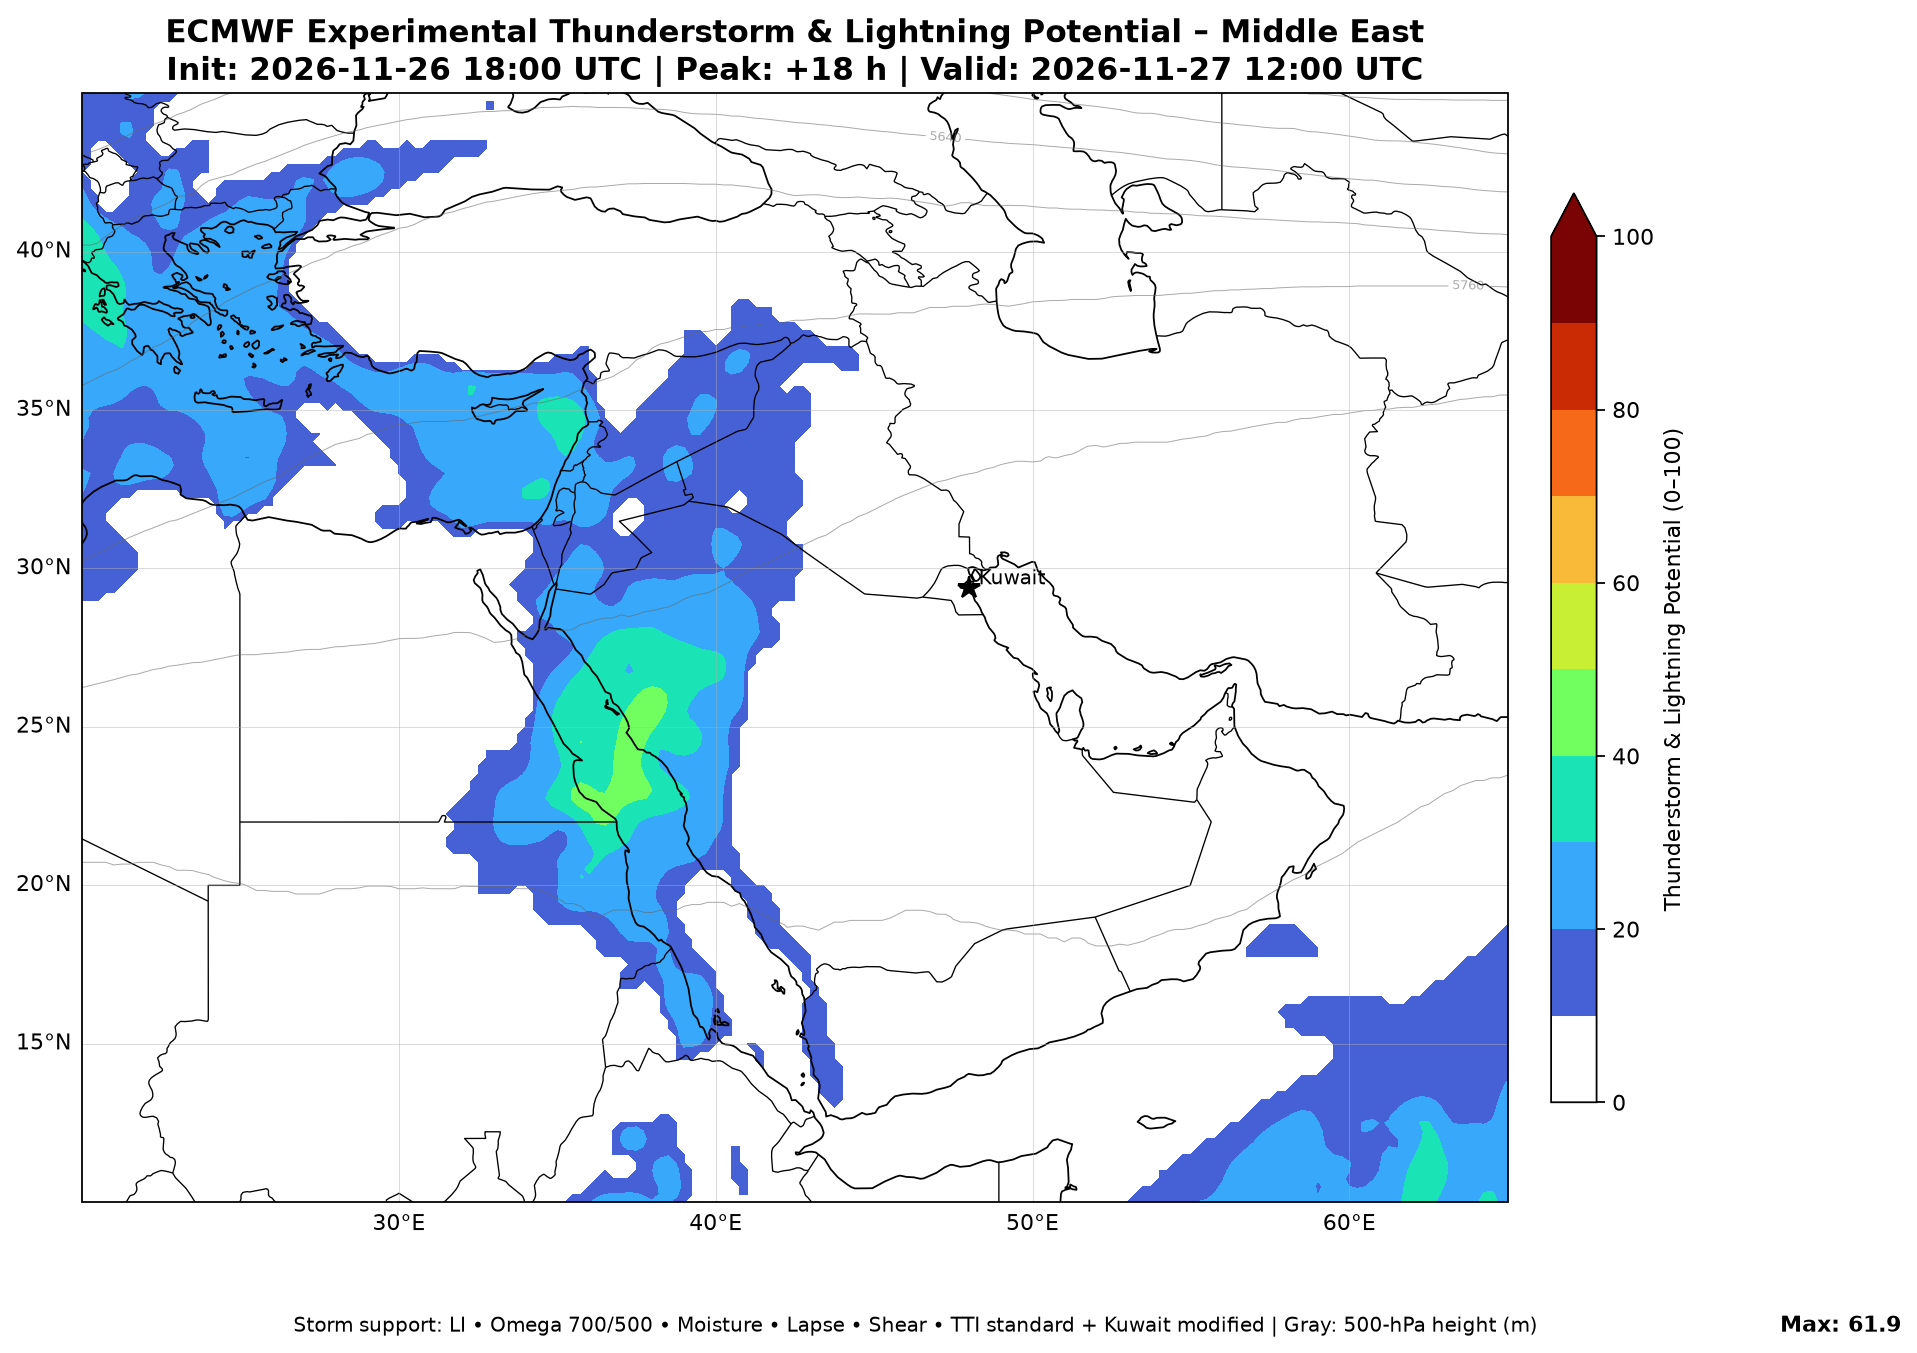 ECMWF Experimental Thunderstorm & Lightning Potential – Middle East
Init: 2026-11-26 18:00 UTC | Peak: +18 h | Valid: 2026-11-27 12:00 UTC
5640
5760
40°N
35°N
30°N
25°N
20°N
15°N
Kuwait
30°E
40°E
50°E
60°E
100
80
60
40
20
0
Thunderstorm & Lightning Potential (0–100)
Storm support: LI • Omega 700/500 • Moisture • Lapse • Shear • TTI standard + Kuwait modified | Gray: 500-hPa height (m)
Max: 61.9